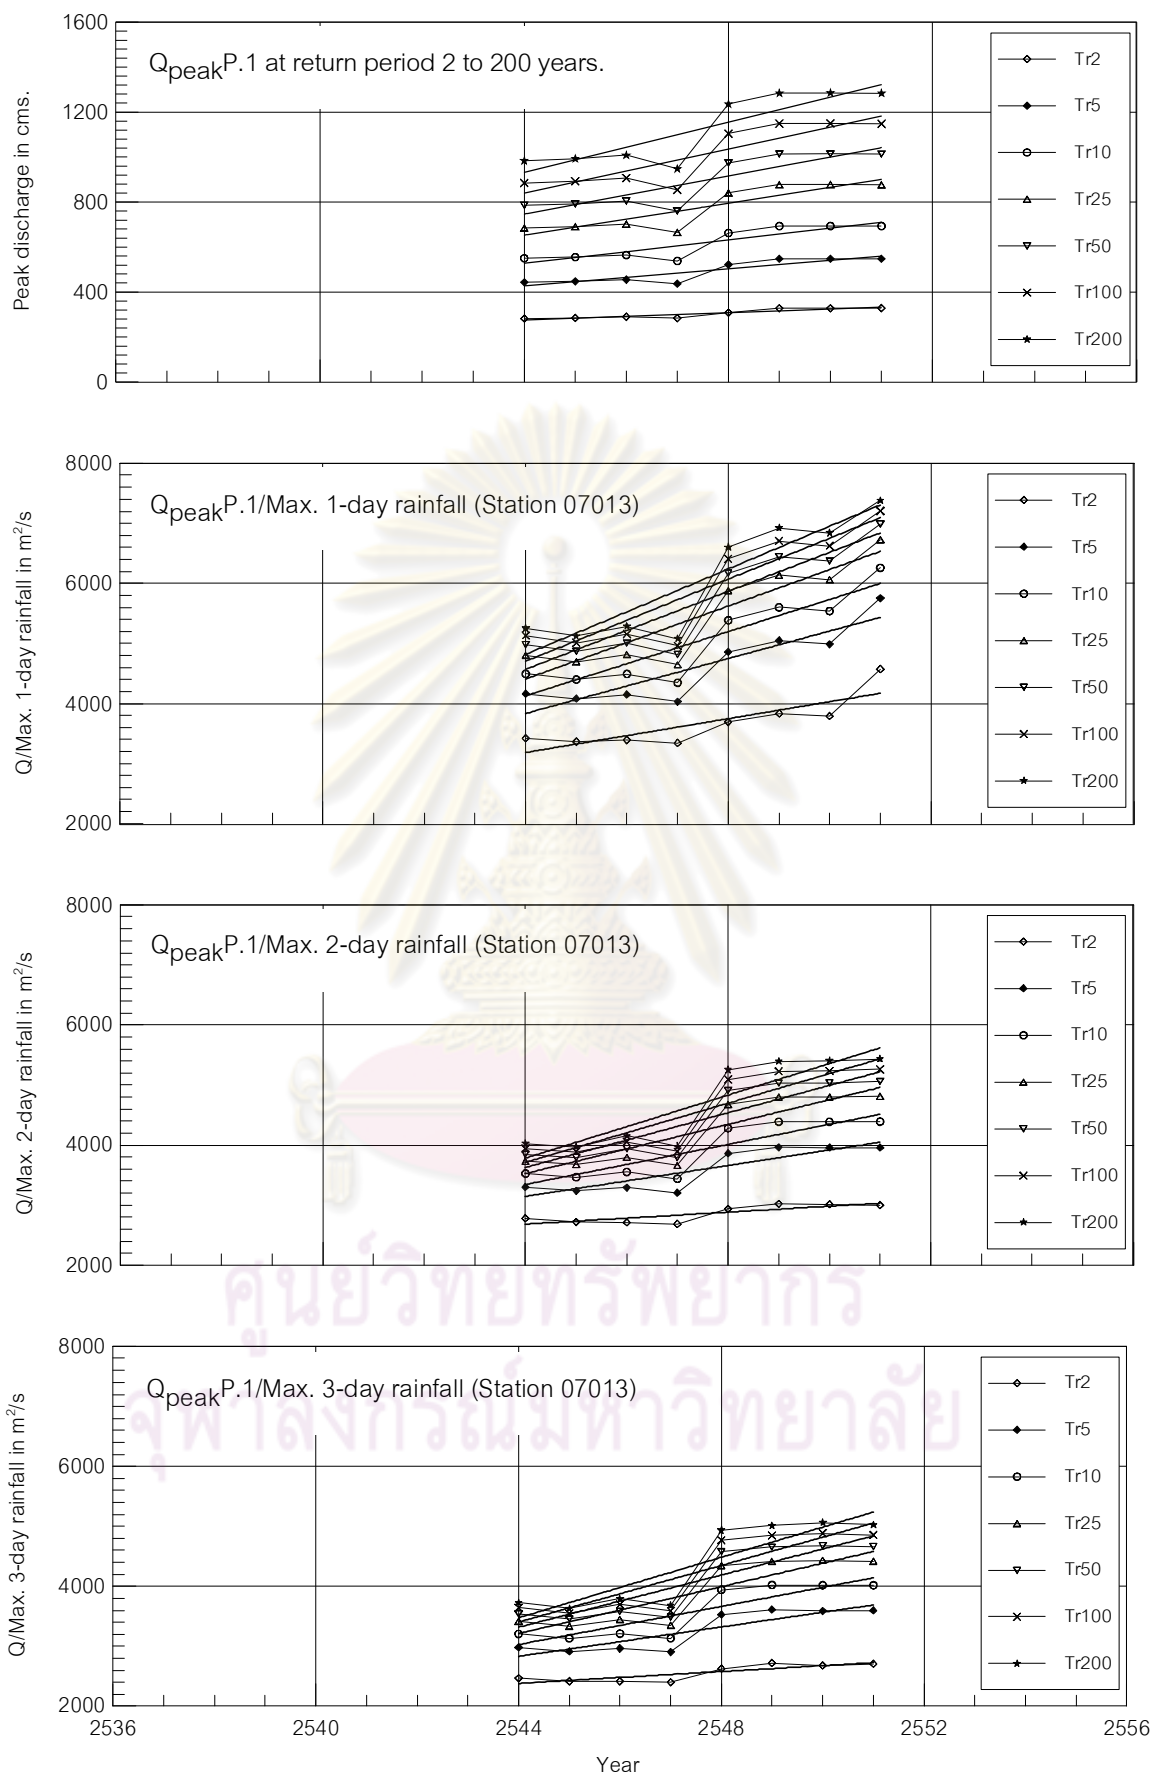 Q peak P.1 at return period 2 to 200 years.
Peak discharge in cms.
1600
1200
800
400
0
Tr2
Tr5
Tr10
Tr25
Tr50
Tr100
Tr200
Q peak P.1/Max. 1-day rainfall (Station 07013)
Q/Max. 1-day rainfall in m²/s
8000
6000
4000
2000
Tr2
Tr5
Tr10
Tr25
Tr50
Tr100
Tr200
Q peak P.1/Max. 2-day rainfall (Station 07013)
Q/Max. 2-day rainfall in m²/s
8000
6000
4000
2000
Tr2
Tr5
Tr10
Tr25
Tr50
Tr100
Tr200
ศูนย์วิทยทรัพยากร
จุฬาลงกรณ์มหาวิทยาลัย
Q peak P.1/Max. 3-day rainfall (Station 07013)
Q/Max. 3-day rainfall in m²/s
8000
6000
4000
2000
Tr2
Tr5
Tr10
Tr25
Tr50
Tr100
Tr200
2536 2540 2544 2548 2552 2556
Year